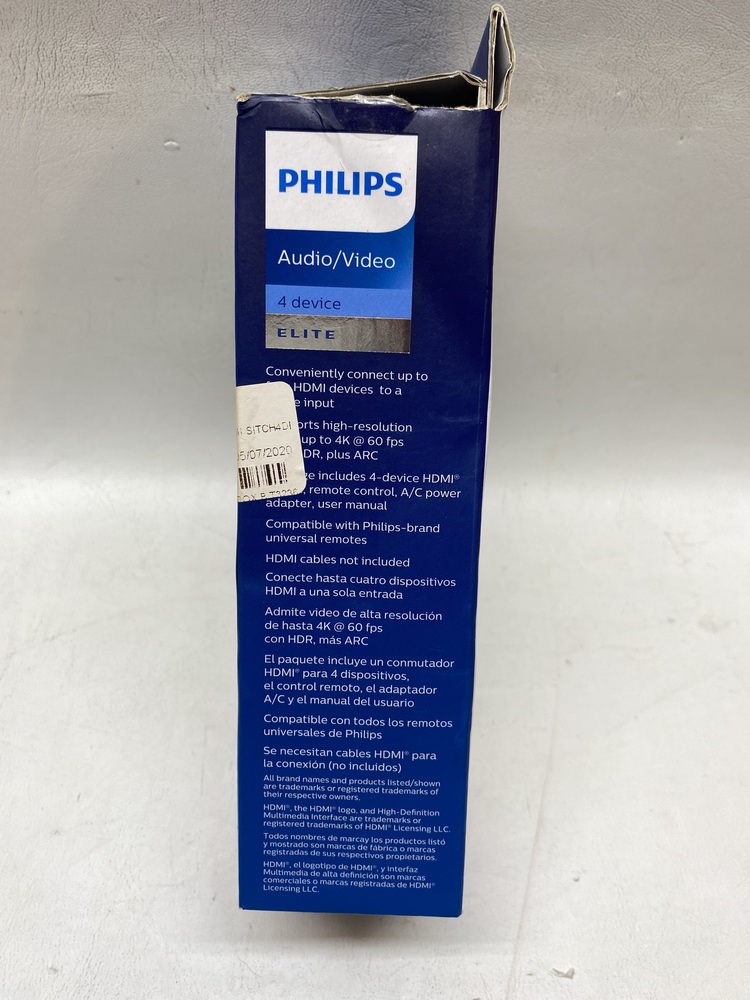 PHILIPS
Audio/Video
4 device
ELITE
Conveniently connect up to
HDMI devices to a
input
high-resolution
up to 4K @ 60 fps
plus ARC
includes 4-device HDMI®
remote control, A/C power
adapter, user manual
Compatible with Philips-brand
universal remotes
HDMI cables not included
Conecte hasta cuatro dispositivos
HDMI a una sola entrada
Admite video de alta resolución
de hasta 4K @ 60 fps
con HDR, más ARC
El paquete incluye un conmutador
HDMI® para 4 dispositivos,
el control remoto, el adaptador
A/C y el manual del usuario
Compatible con todos los remotos
universales de Philips
Se necesitan cables HDMI® para
la conexión (no incluidos)
All brand names and products listed/shown
are trademarks or registered trademarks of
their respective owners.
HDMI®, the HDMI® logo, and High-Definition
Multimedia Interface are trademarks or
registered trademarks of HDMI® Licensing LLC.
Todos nombres de marcay los productos listó
y mostrado son marcas de fábrica o marcas
registradas de sus respectivos propietarios.
HDMI®, el logotipo de HDMI®, y interfaz
Multimedia de alta definición son marcas
comerciales o marcas registradas de HDMI®
Licensing LLC.